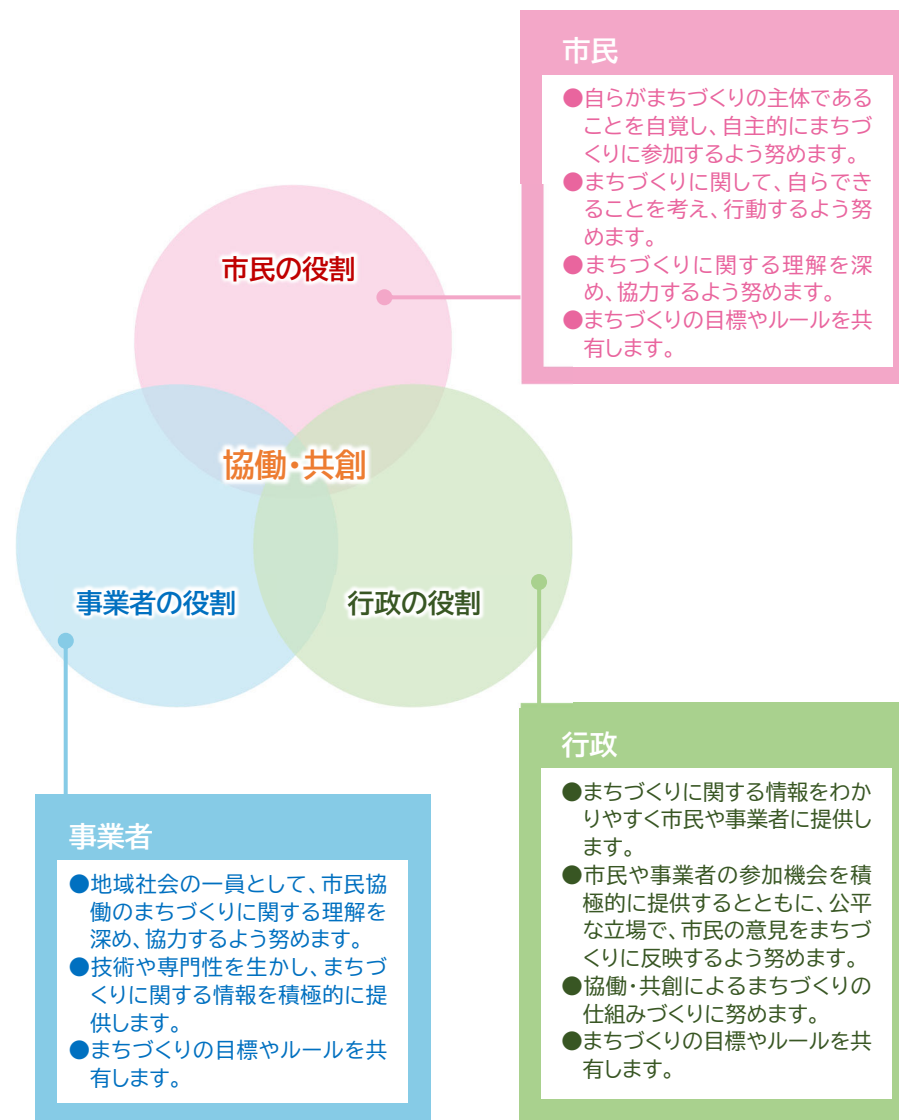 市民
●自らがまちづくりの主体である
ことを自覚し、自主的にまちづ
くりに参加するよう努めます。
●まちづくりに関して、自らでき
ることを考え、行動するよう努
めます。
●まちづくりに関する理解を深
め、協力するよう努めます。
●まちづくりの目標やルールを共
有します。
市民の役割
協働・共創
事業者の役割
行政の役割
事業者
●地域社会の一員として、市民協
働のまちづくりに関する理解を
深め、協力するよう努めます。
●技術や専門性を生かし、まちづ
くりに関する情報を積極的に提
供します。
●まちづくりの目標やルールを共
有します。
行政
●まちづくりに関する情報をわか
りやすく市民や事業者に提供し
ます。
●市民や事業者の参加機会を積
極的に提供するとともに、公平
な立場で、市民の意見をまちづ
くりに反映するよう努めます。
●協働・共創によるまちづくりの
仕組みづくりに努めます。
●まちづくりの目標やルールを共
有します。